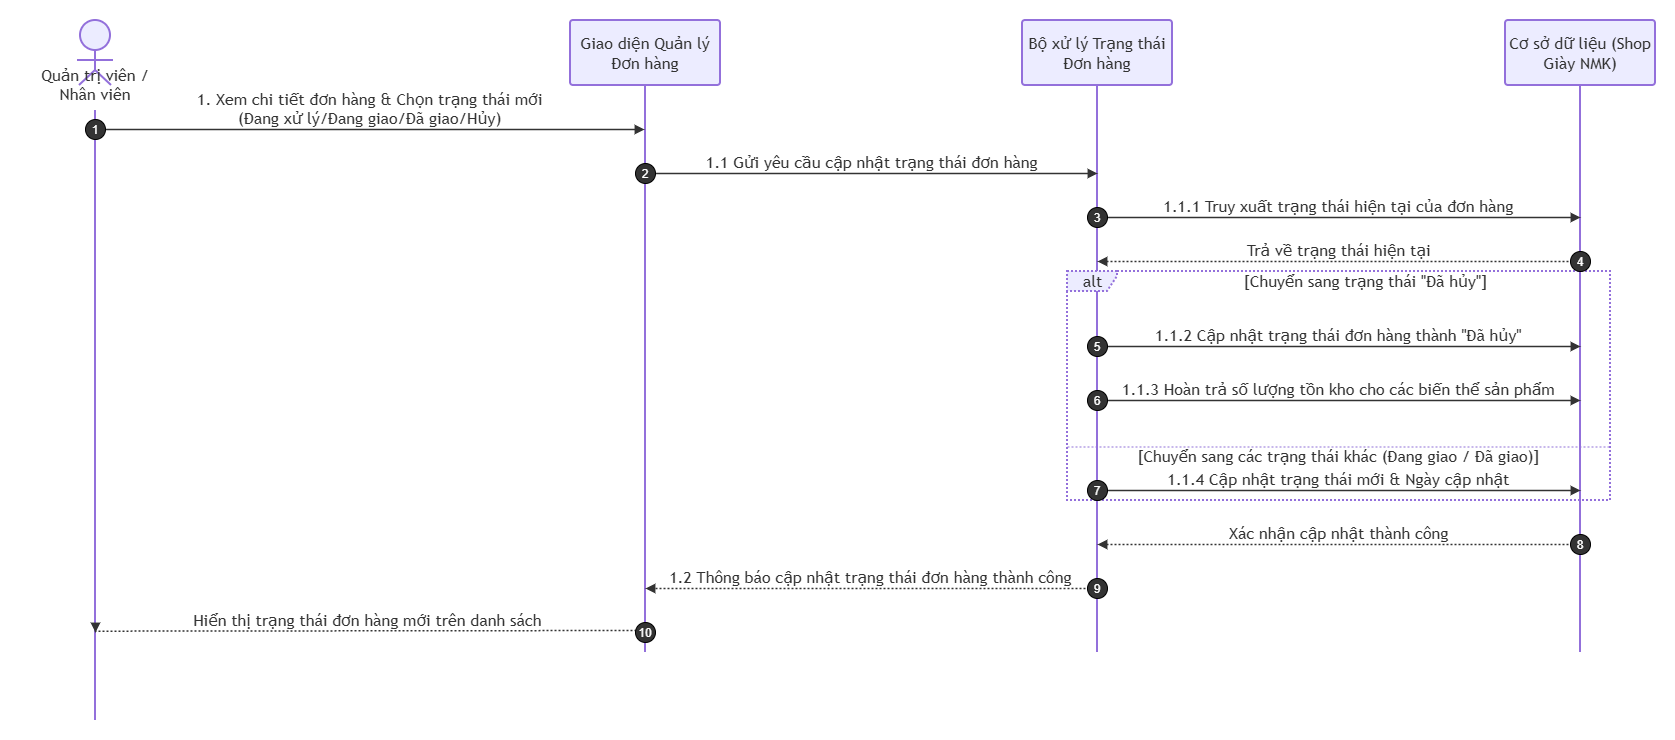 Quản trị viên /
Nhân viên
Giao diện Quản lý
Đơn hàng
Bộ xử lý Trạng thái
Đơn hàng
Cơ sở dữ liệu (Shop
Giày NMK)
1. Xem chi tiết đơn hàng & Chọn trạng thái mới
(Đang xử lý/Đang giao/Đã giao/Hủy)
1
1.1 Gửi yêu cầu cập nhật trạng thái đơn hàng
2
1.1.1 Truy xuất trạng thái hiện tại của đơn hàng
3
Trả về trạng thái hiện tại
4
alt
[Chuyển sang trạng thái "Đã hủy"]
1.1.2 Cập nhật trạng thái đơn hàng thành "Đã hủy"
5
1.1.3 Hoàn trả số lượng tồn kho cho các biến thể sản phẩm
6
[Chuyển sang các trạng thái khác (Đang giao / Đã giao)]
1.1.4 Cập nhật trạng thái mới & Ngày cập nhật
7
Xác nhận cập nhật thành công
8
1.2 Thông báo cập nhật trạng thái đơn hàng thành công
9
Hiển thị trạng thái đơn hàng mới trên danh sách
10